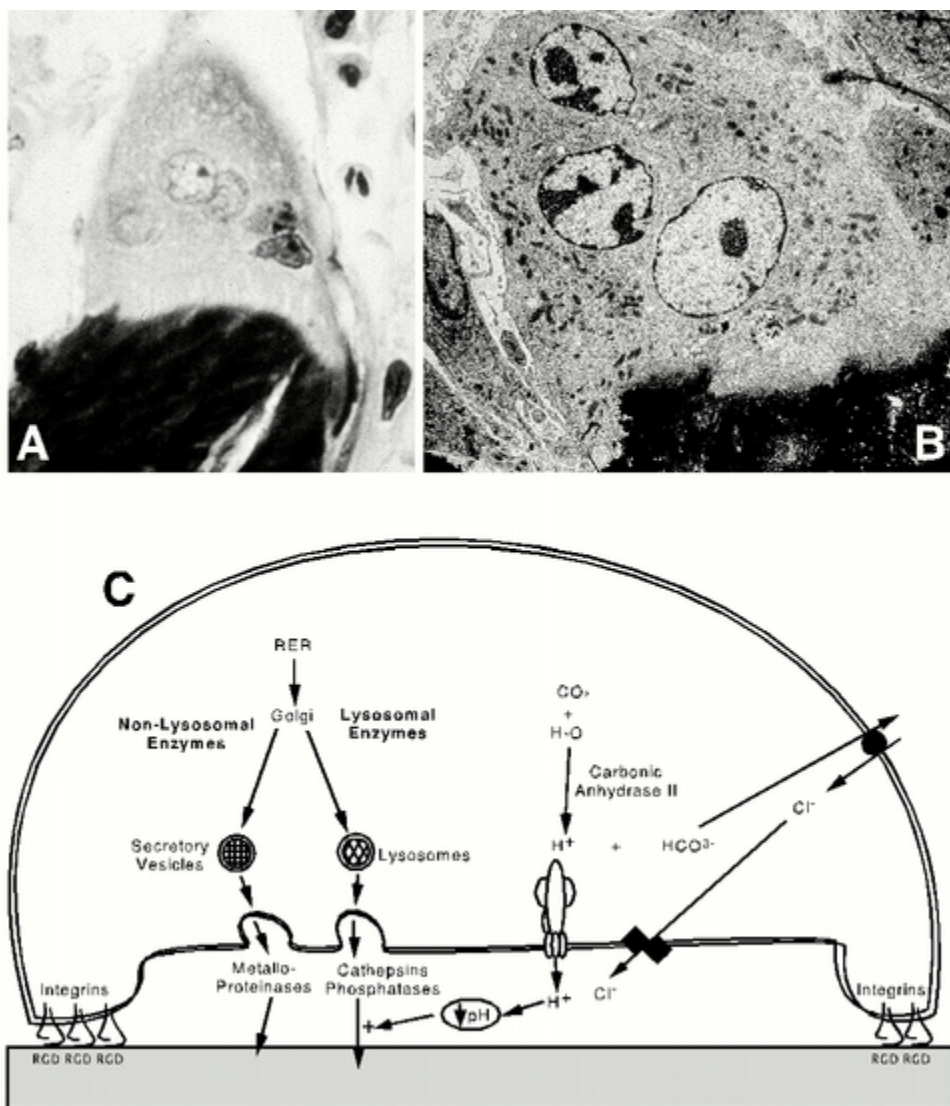 A
B
C
RER
Golgi
Non-Lysosomal
Enzymes
Lysosomal
Enzymes
Secretory
Vesicles
Lysosomes
Metallo-
Proteinases
Cathepsins
Phosphatases
CO₂
+
H-O
Carbonic
Anhydrase II
H+
+
HCO3-
Cl-
H+
Cl-
pH
+
Integrins
RGD RGD RGD
Integrins
RGD RGD